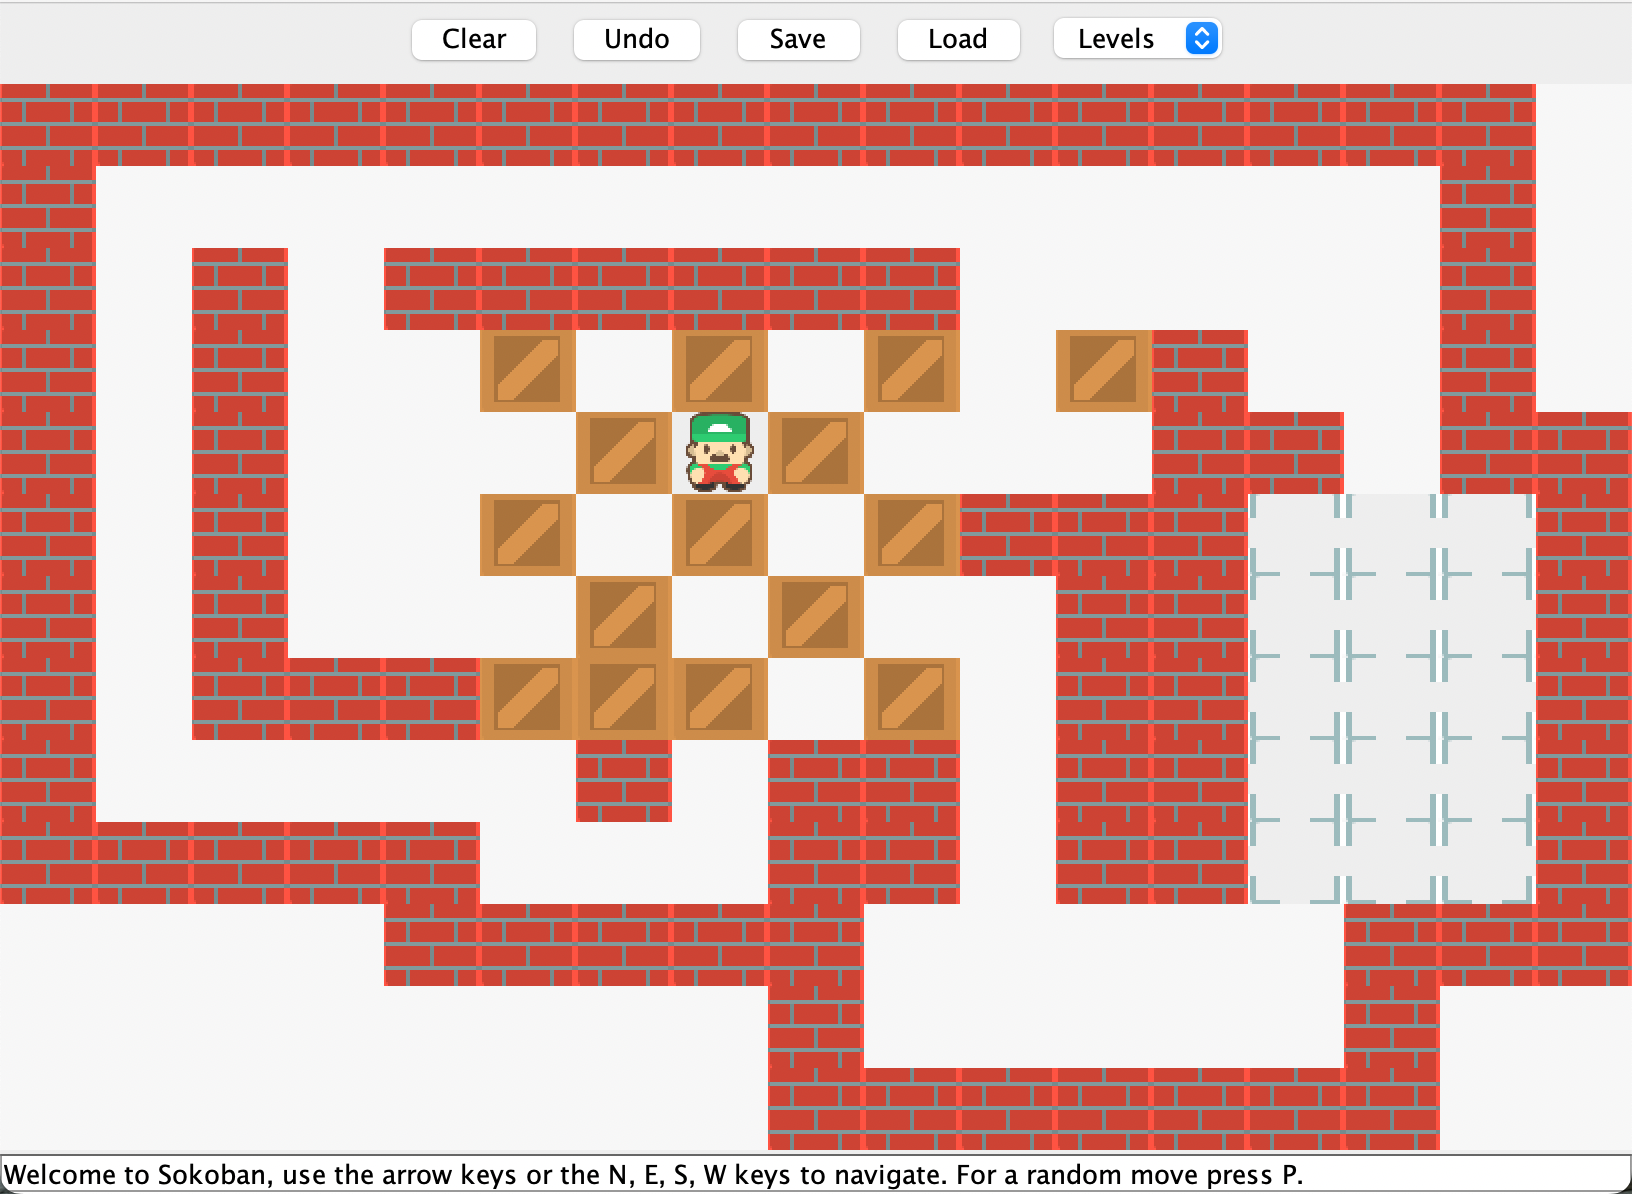 Clear Undo Save Load Levels
Welcome to Sokoban, use the arrow keys or the N, E, S, W keys to navigate. For a random move press P.